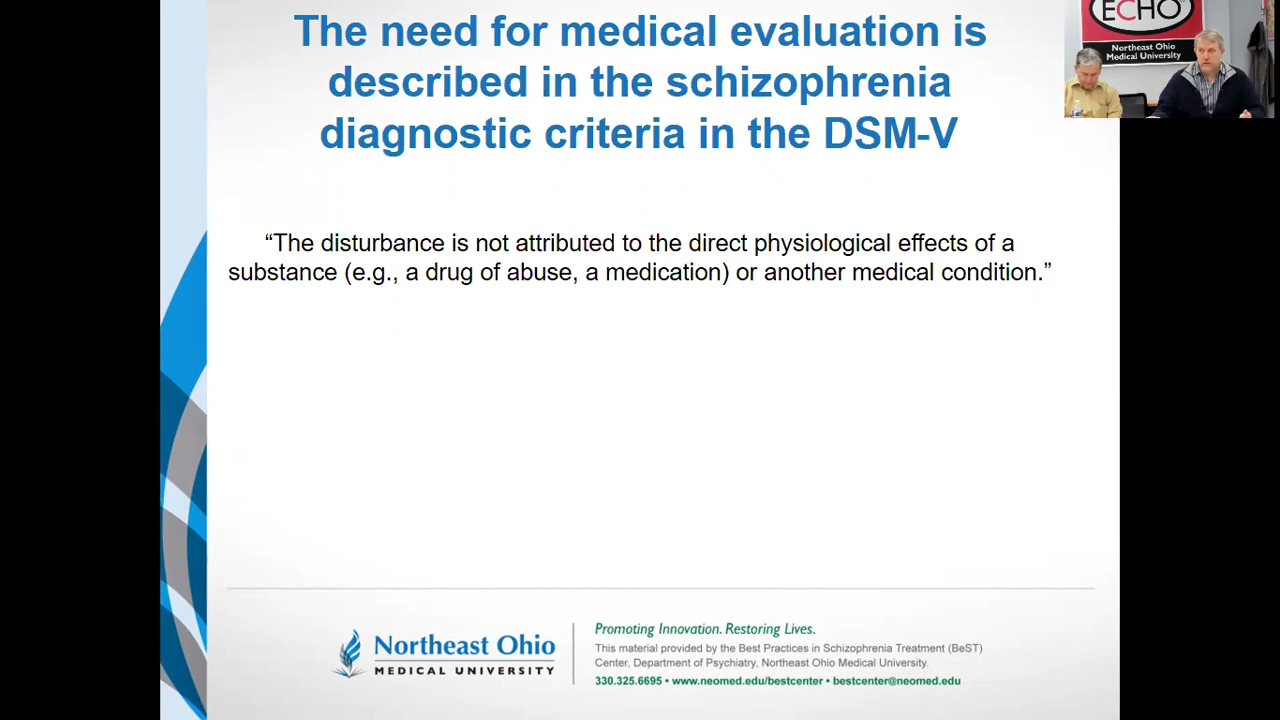 The need for medical evaluation is
described in the schizophrenia
diagnostic criteria in the DSM-V
ECHO
Northeast Ohio
Medical University
“The disturbance is not attributed to the direct physiological effects of a
substance (e.g., a drug of abuse, a medication) or another medical condition.”
Northeast Ohio
MEDICAL UNIVERSITY
Promoting Innovation. Restoring Lives.
This material provided by the Best Practices in Schizophrenia Treatment (BeST)
Center, Department of Psychiatry, Northeast Ohio Medical University.
330.325.6695 • www.neomed.edu/bestcenter • bestcenter@neomed.edu